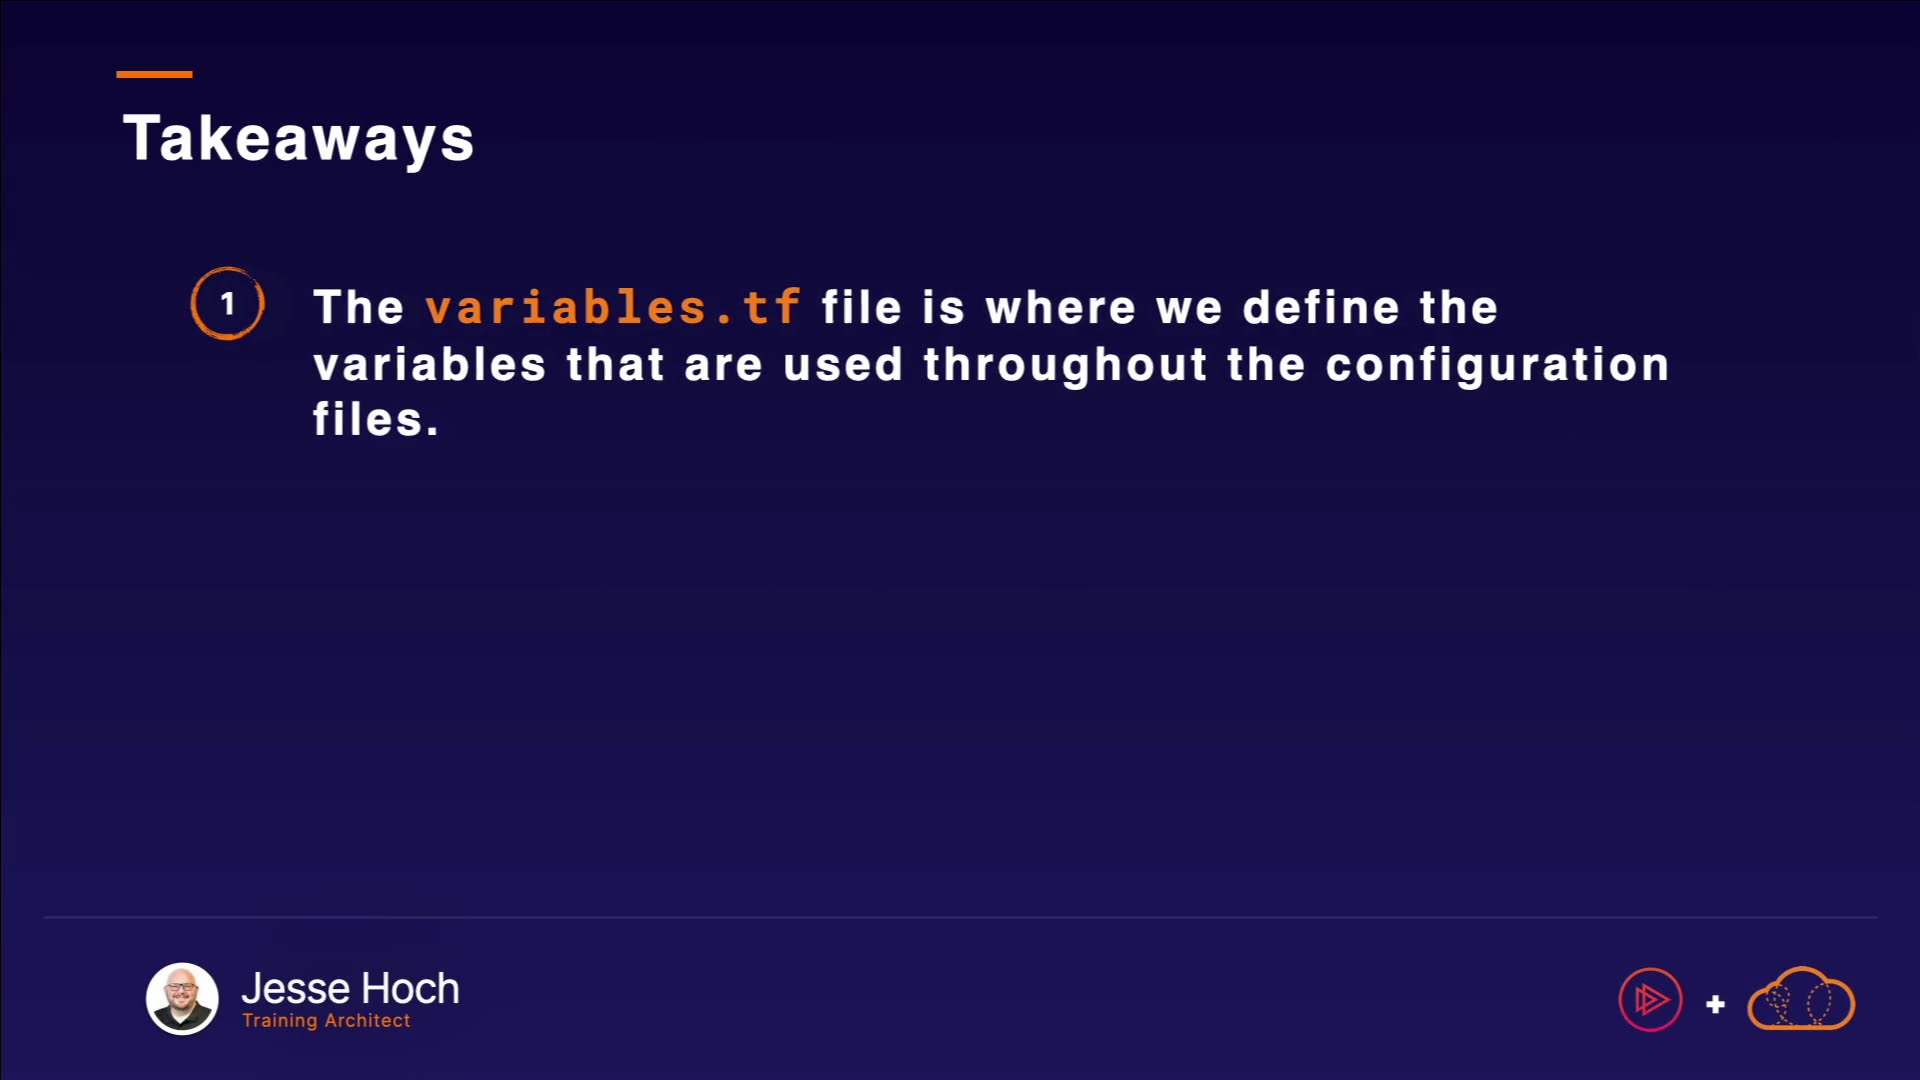 Takeaways
1
The variables.tf file is where we define the
variables that are used throughout the configuration
files.
Jesse Hoch
Training Architect
+